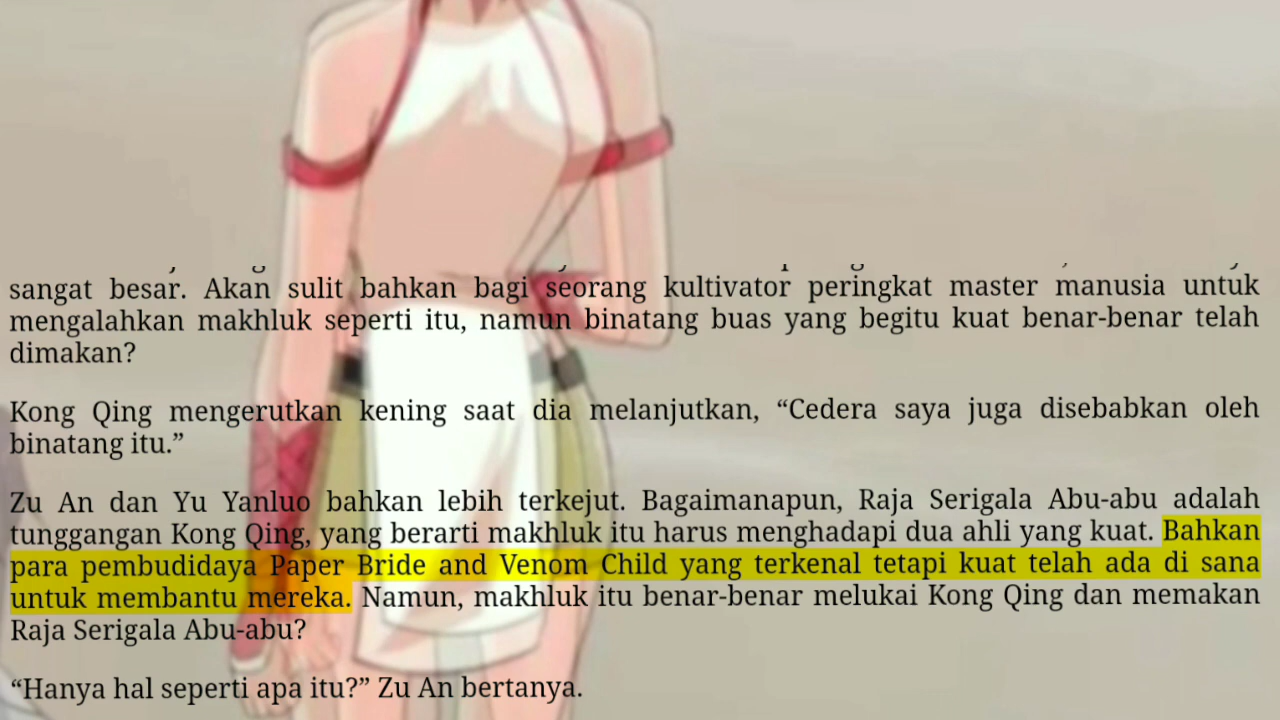 sangat besar. Akan sulit bahkan bagi seorang kultivator peringkat master manusia untuk
mengalahkan makhluk seperti itu, namun binatang buas yang begitu kuat benar-benar telah
dimakan?
Kong Qing mengerutkan kening saat dia melanjutkan, “Cedera saya juga disebabkan oleh
binatang itu.”
Zu An dan Yu Yanluo bahkan lebih terkejut. Bagaimanapun, Raja Serigala Abu-abu adalah
tunggangan Kong Qing, yang berarti makhluk itu harus menghadapi dua ahli yang kuat. Bahkan
para pembudidaya Paper Bride and Venom Child yang terkenal tetapi kuat telah ada di sana
untuk membantu mereka. Namun, makhluk itu benar-benar melukai Kong Qing dan memakan
Raja Serigala Abu-abu?
“Hanya hal seperti apa itu?” Zu An bertanya.